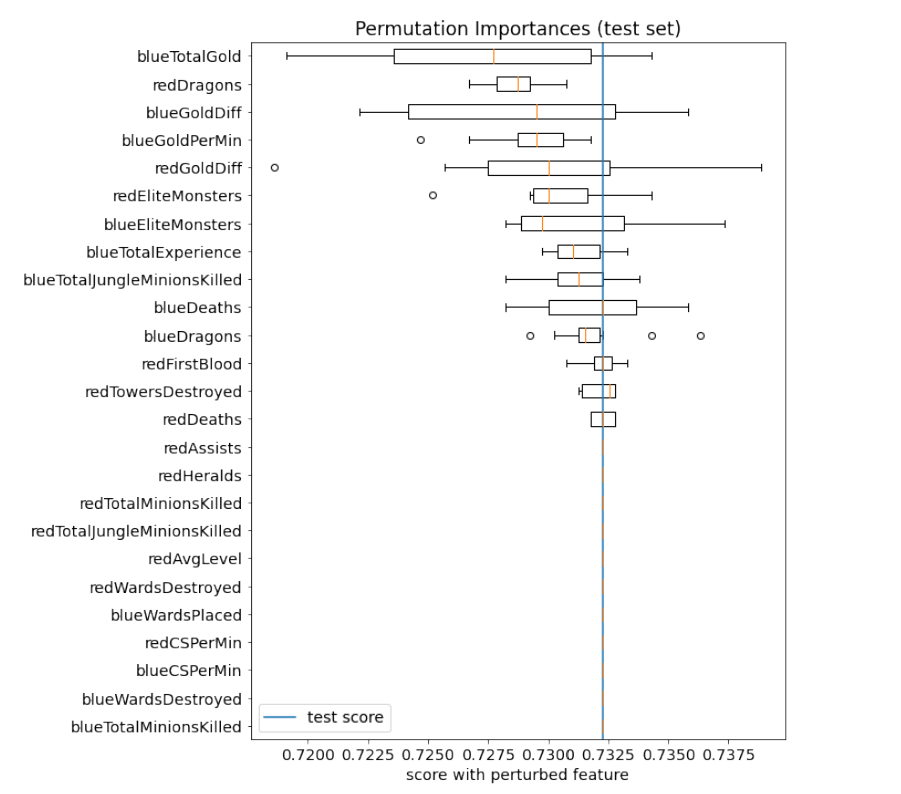 Permutation Importances (test set)
blueTotalGold
redDragons
blueGoldDiff
blueGoldPerMin
redGoldDiff
redEliteMonsters
blueEliteMonsters
blueTotalExperience
blueTotalJungleMinionsKilled
blueDeaths
blueDragons
redFirstBlood
redTowersDestroyed
redDeaths
redAssists
redHeralds
redTotalMinionsKilled
redTotalJungleMinionsKilled
redAvgLevel
redWardsDestroyed
blueWardsPlaced
redCSPerMin
blueCSPerMin
blueWardsDestroyed
blueTotalMinionsKilled
test score
0.7200 0.7225 0.7250 0.7275 0.7300 0.7325 0.7350 0.7375
score with perturbed feature